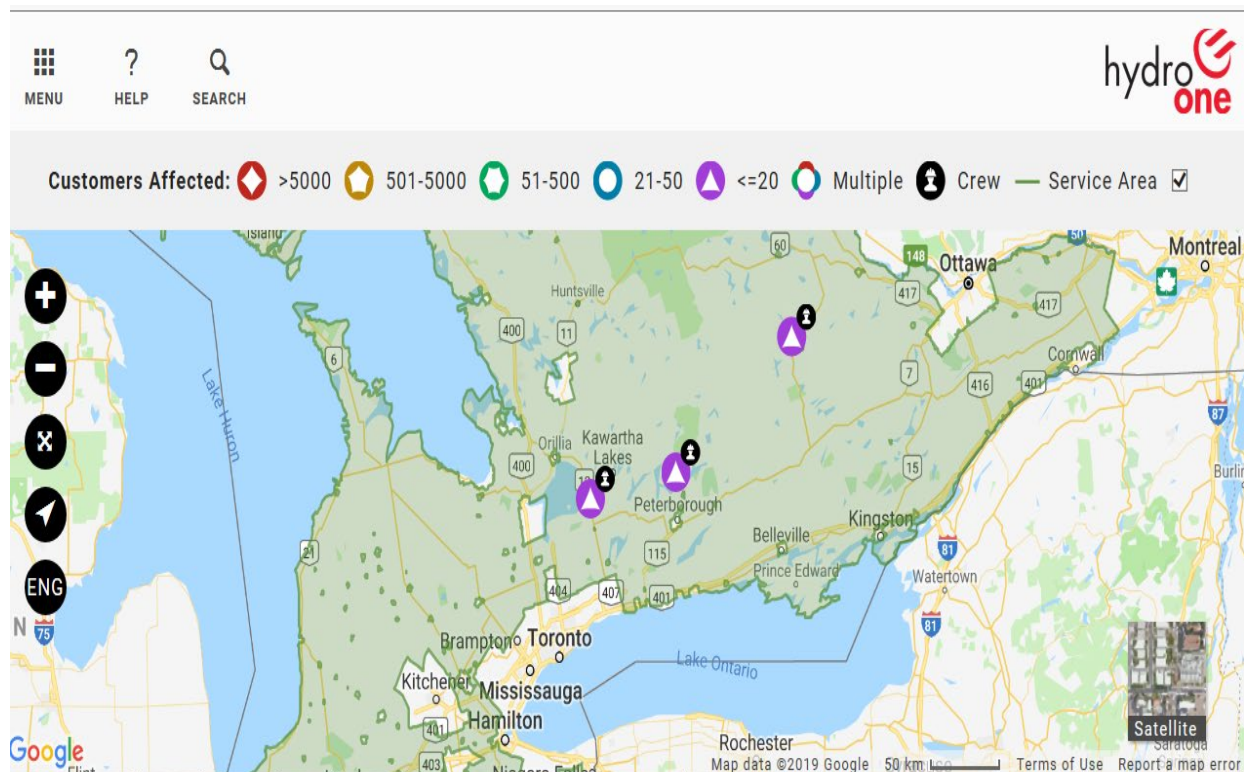 MENU
? HELP
SEARCH
hydro one
Customers Affected: >5000 501-5000 51-500 21-50 <=20 Multiple Crew Service Area
Island
60
148
50
Montreal
Ottawa
417
417
Huntsville
400
11
6
Lake Huron
7
Cornwall
416
401
87
Orillia
Kawartha Lakes
400
15
Peterborough
Belleville
Kingston
21
115
Prince Edward
81
Watertown
ENG
404
407
401
N
75
81
Brampton
Toronto
Lake Ontario
Kitchener
Mississauga
401
Hamilton
Satellite
Google
403
Rochester
Map data ©2019 Google
50 km
Terms of Use
Report a map error